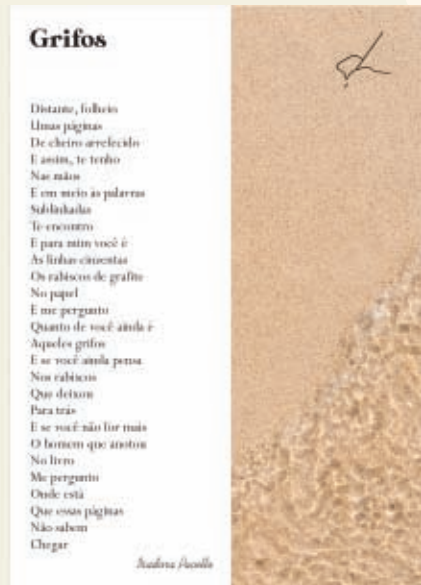 Grifos
Distante, folheio
Umas páginas
De cheiro arrefecido
E assim, te tenho
Nas mãos
E em meio às palavras
Sublinhadas
Te encontro
E para mim você é
As linhas cinzentas
Os rabiscos de grafite
No papel
E me pergunto
Quanto de você ainda é
Aqueles grifos
E se você ainda pensa
Nos rabiscos
Que deixou
Para trás
E se você não for mais
O homem que anotou
No livro
Me pergunto
Onde está
Que essas páginas
Não sabem
Chegar
Isadora